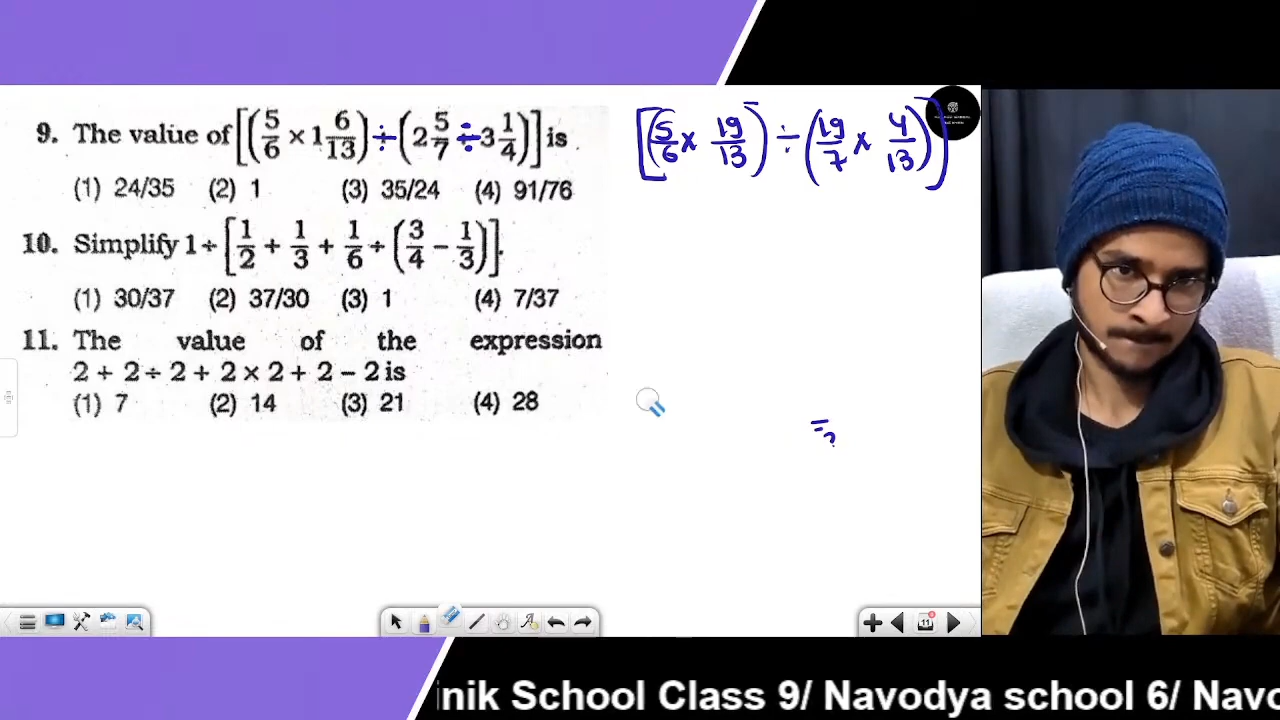 9. The value of [(5/6 × 1 6/13) ÷ (2 5/7 ÷ 3 1/4)] is
(1) 24/35 (2) 1 (3) 35/24 (4) 91/76
10. Simplify 1 ÷ [1/2 + 1/3 + 1/6 ÷ (3/4 − 1/3)].
(1) 30/37 (2) 37/30 (3) 1 (4) 7/37
11. The value of the expression
2 + 2 ÷ 2 + 2 × 2 + 2 − 2 is
(1) 7 (2) 14 (3) 21 (4) 28
[(5/6 × 19/13) ÷ (19/7 × 4/13)]
=
11
inik School Class 9/ Navodya school 6/ Navo